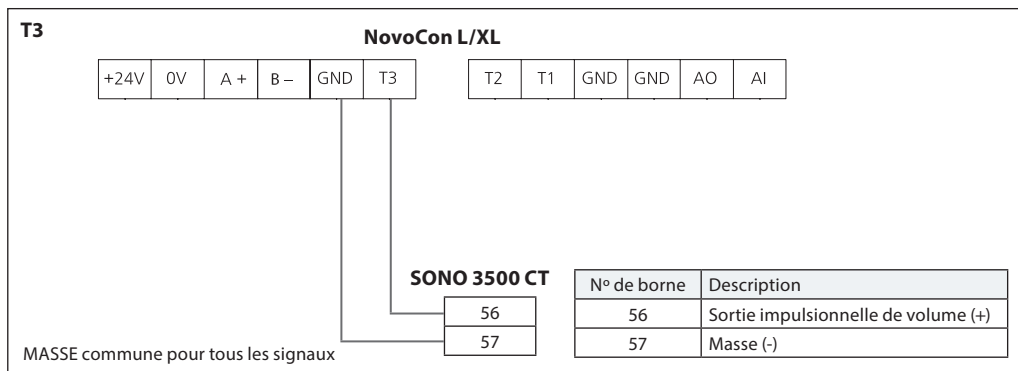 T3
NovoCon L/XL
+24V 0V A + B – GND T3 T2 T1 GND GND AO AI
SONO 3500 CT
56
57
Nº de borne Description
56 Sortie impulsionnelle de volume (+)
57 Masse (-)
MASSE commune pour tous les signaux